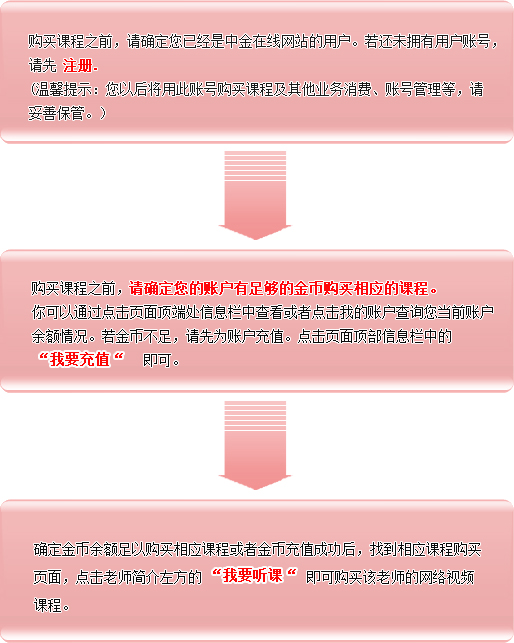 购买课程之前，请确定您已经是中金在线网站的用户。若还未拥有用户账号，
请先 注册.
(温馨提示：您以后将用此账号购买课程及其他业务消费、账号管理等，请
妥善保管。）
购买课程之前，请确定您的账户有足够的金币购买相应的课程。
你可以通过点击页面顶端处信息栏中查看或者点击我的账户查询您当前账户
余额情况。若金币不足，请先为账户充值。点击页面顶部信息栏中的
“我要充值“ 即可。
确定金币余额足以购买相应课程或者金币充值成功后，找到相应课程购买
页面，点击老师简介左方的 “我要听课“ 即可购买该老师的网络视频
课程。